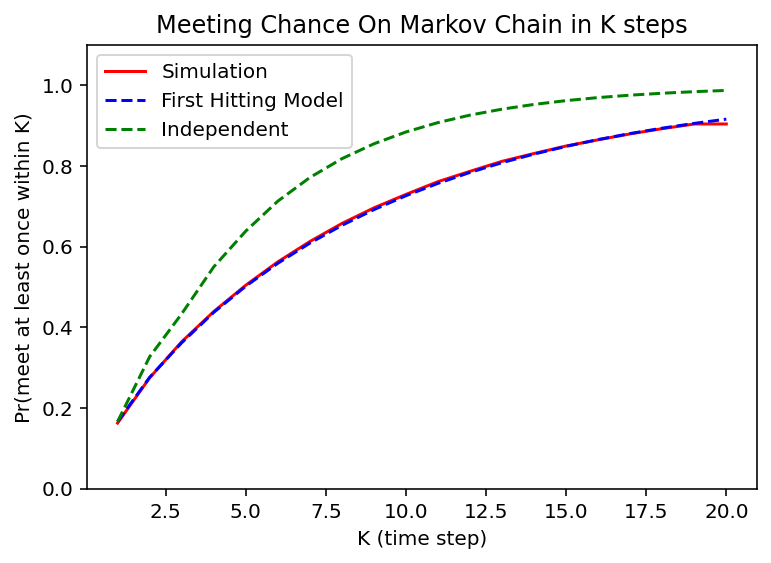 Meeting Chance On Markov Chain in K steps
Simulation
First Hitting Model
Independent
Pr(meet at least once within K)
1.0
0.8
0.6
0.4
0.2
0.0
2.5 5.0 7.5 10.0 12.5 15.0 17.5 20.0
K (time step)